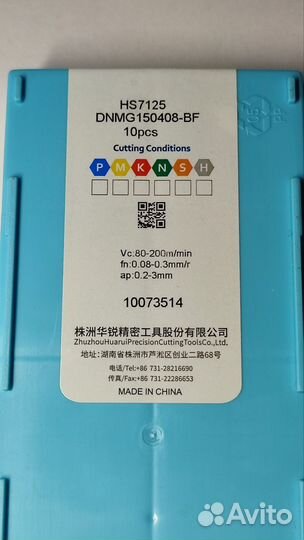 HS7125
DNMG150408-BF
10pcs
Cutting Conditions
P M K N S H
Vc:80-200m/min
fn:0.08-0.3mm/r
ap:0.2-3mm
10073514
株洲华锐精密工具股份有限公司
ZhuzhouHuaruiPrecisionCuttingToolsCo.,Ltd.
地址:湖南省株洲市芦淞区创业二路68号
电话/Tel:+86 731-28216690
传真/Fax:+86 731-22286653
MADE IN CHINA
PP
Avito